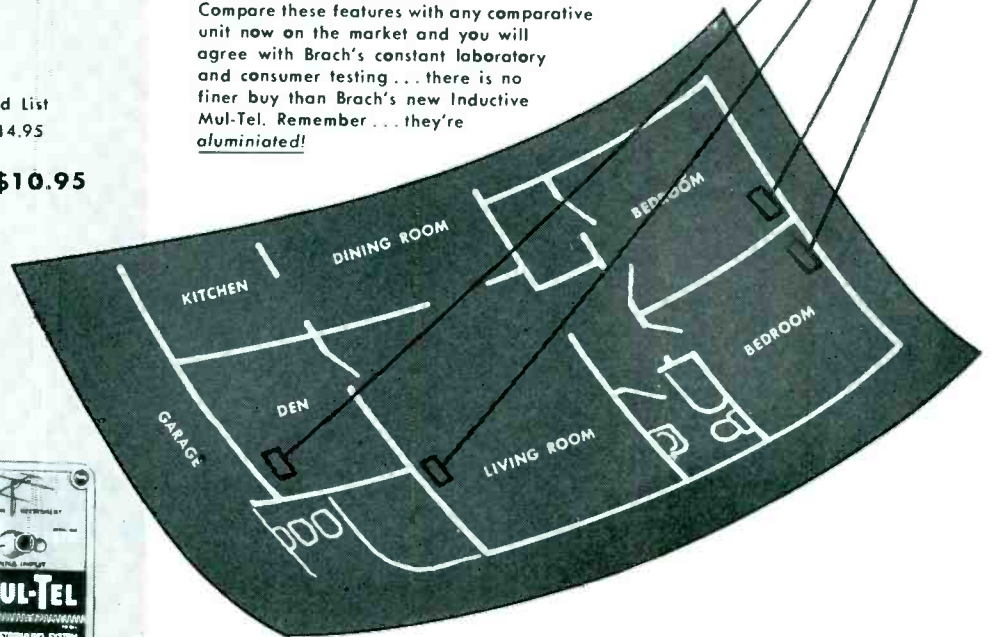 Compare these features with any comparative
unit now on the market and you will
agree with Brach's constant laboratory
and consumer testing . . . there is no
finer buy than Brach's new Inductive
Mul-Tel. Remember . . . they're
aluminiated!
d List
14.95
$10.95
KITCHEN
DINING ROOM
BEDROOM
BEDROOM
GARAGE
DEN
LIVING ROOM
UL-TEL